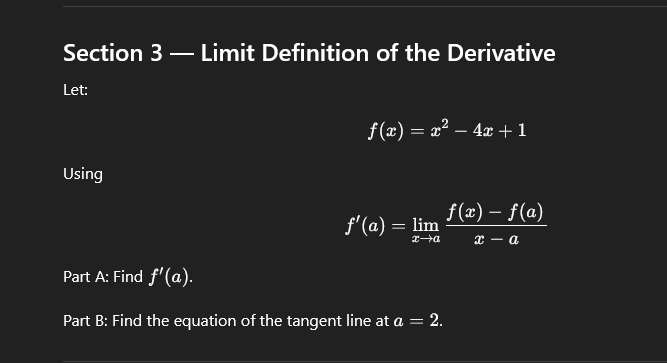 Section 3 — Limit Definition of the Derivative
Let:
f(x) = x² − 4x + 1
Using
f′(a) = lim x→a (f(x) − f(a)) / (x − a)
Part A: Find f′(a).
Part B: Find the equation of the tangent line at a = 2.